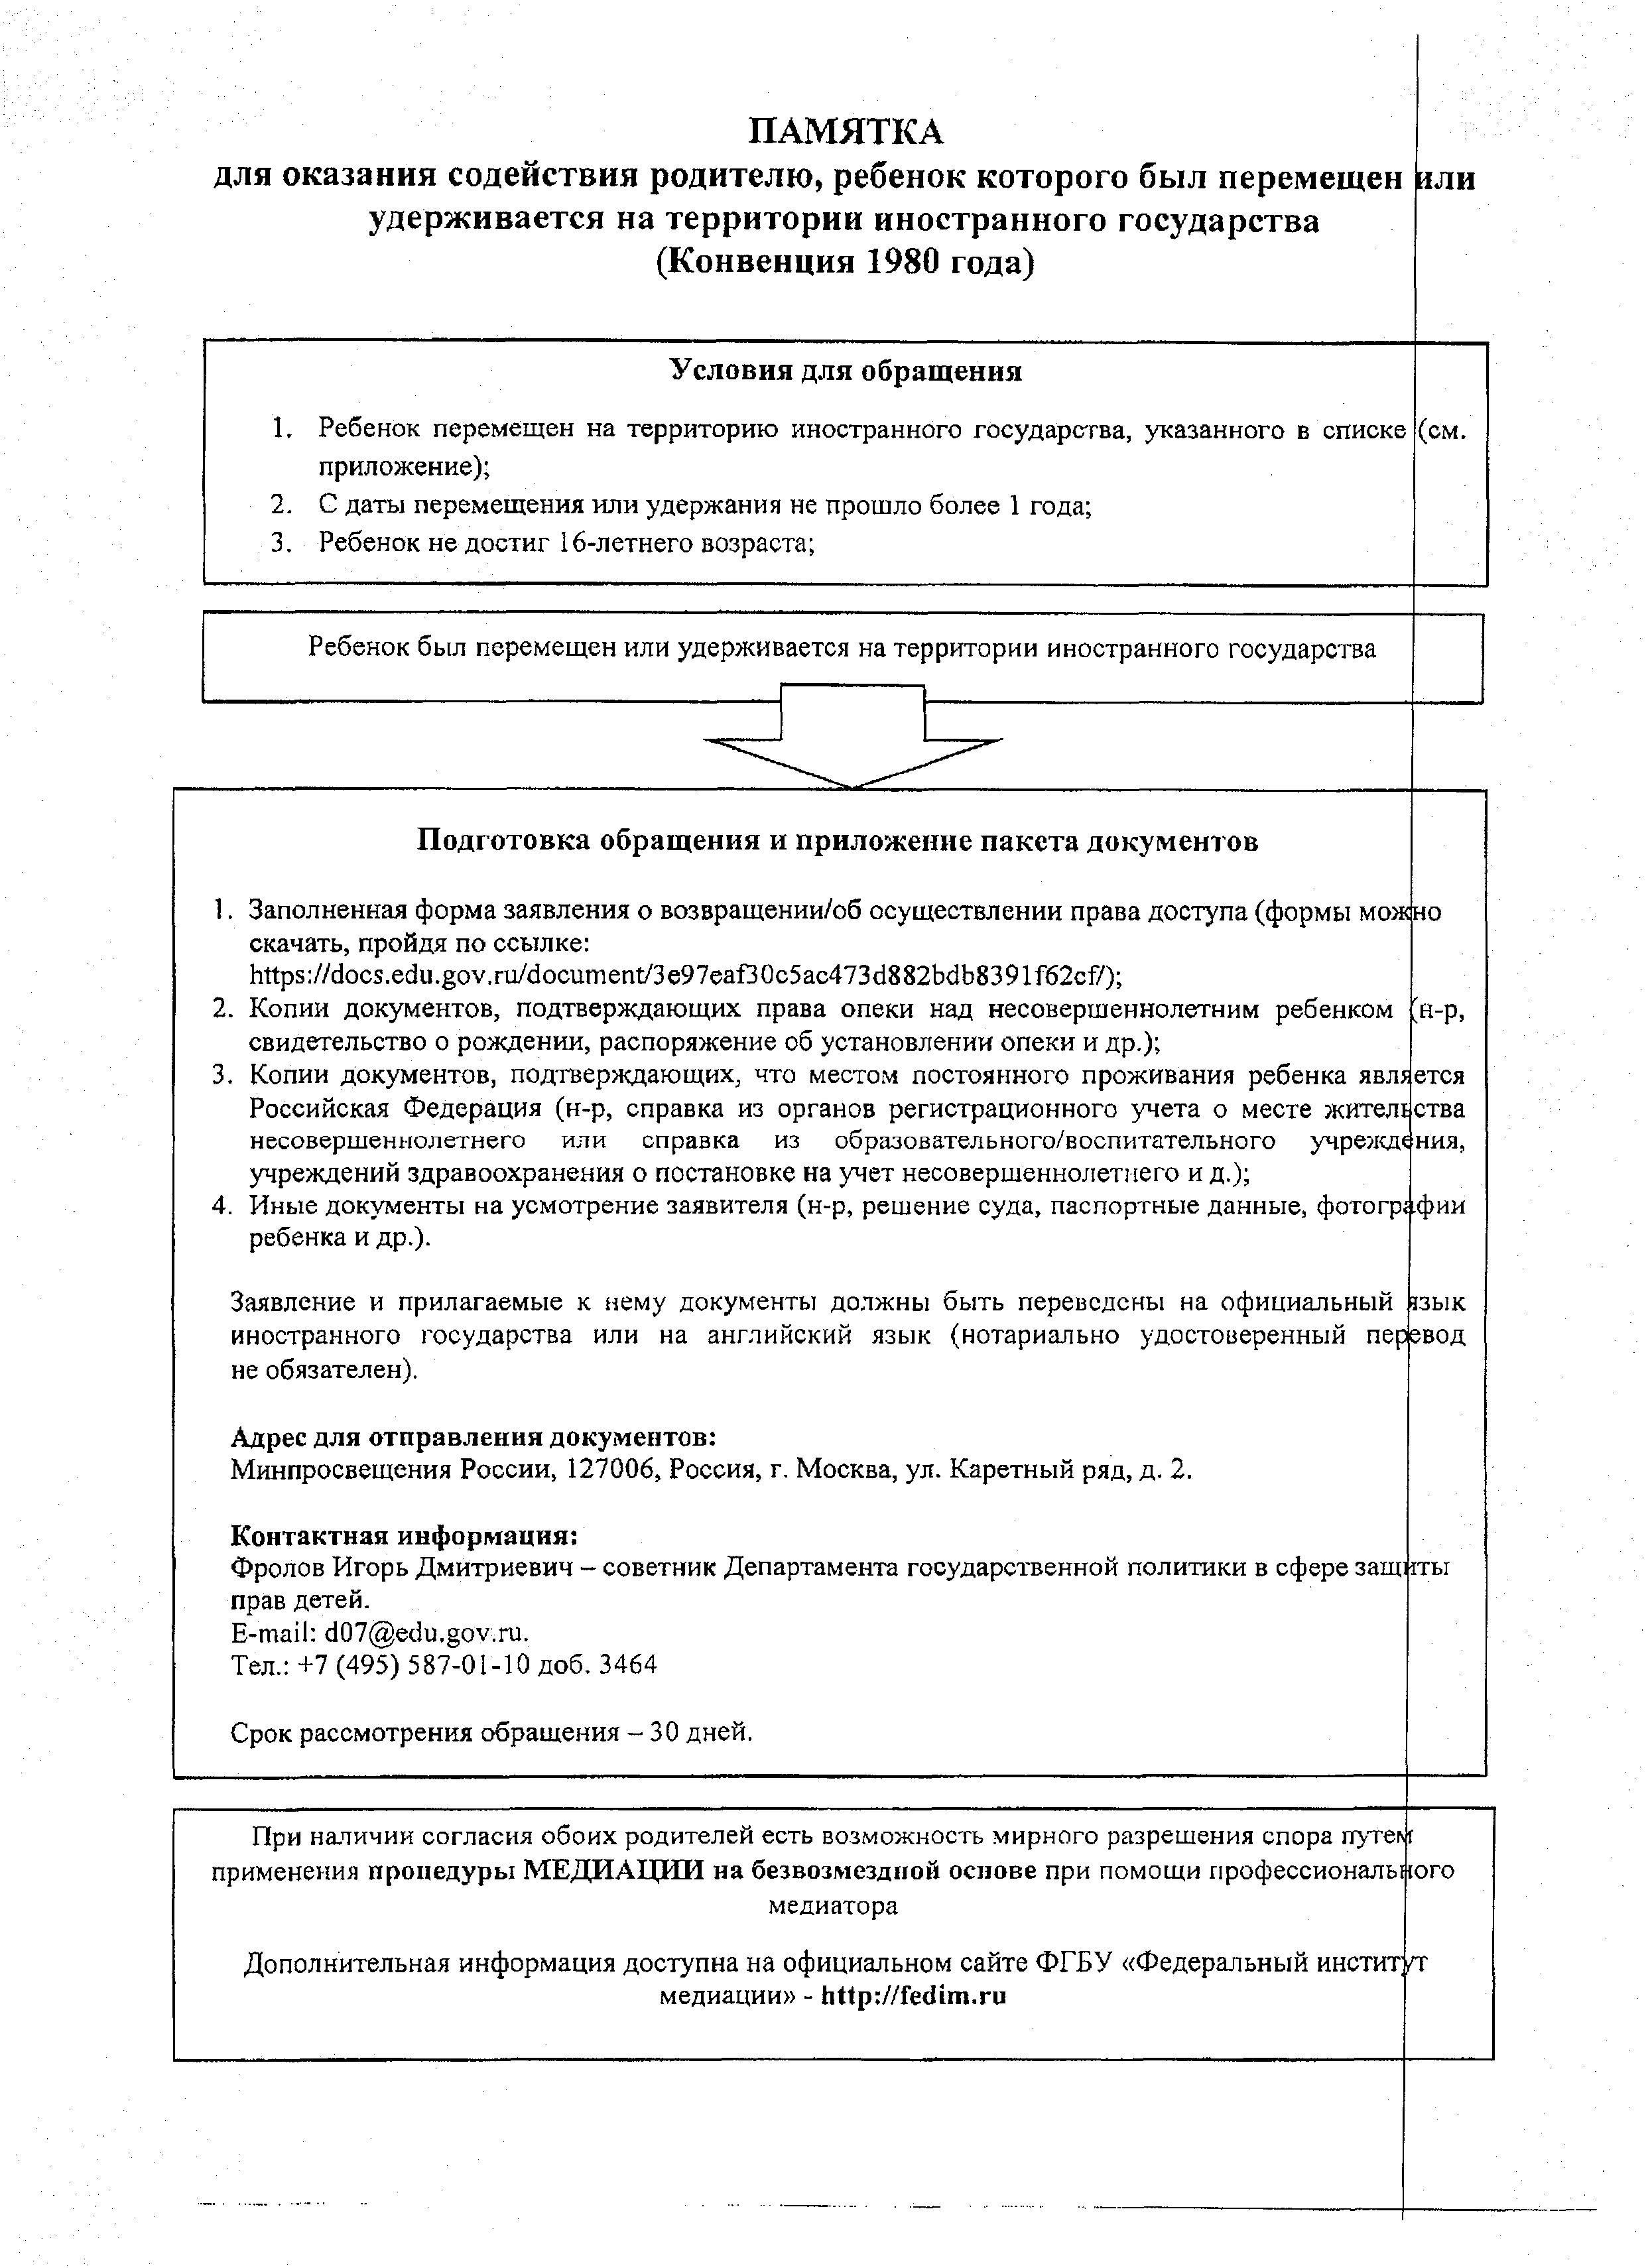 ПАМЯТКА
для оказания содействия родителю, ребенок которого был перемещен или
удерживается на территории иностранного государства
(Конвенция 1980 года)
Условия для обращения
1. Ребенок перемещен на территорию иностранного государства, указанного в списке (см.
приложение);
2. С даты перемещения или удержания не прошло более 1 года;
3. Ребенок не достиг 16-летнего возраста;
Ребенок был перемещен или удерживается на территории иностранного государства
Подготовка обращения и приложение пакета документов
1. Заполненная форма заявления о возвращении/об осуществлении права доступа (формы можно
скачать, пройдя по ссылке:
https://docs.edu.gov.ru/document/3e97eaf30c5ac473d882bdb8391f62cf/);
2. Копии документов, подтверждающих права опеки над несовершеннолетним ребенком (н-р,
свидетельство о рождении, распоряжение об установлении опеки и др.);
3. Копии документов, подтверждающих, что местом постоянного проживания ребенка является
Российская Федерация (н-р, справка из органов регистрационного учета о месте жительства
несовершеннолетнего или справка из образовательного/воспитательного учреждения,
учреждений здравоохранения о постановке на учет несовершеннолетнего и д.);
4. Иные документы на усмотрение заявителя (н-р, решение суда, паспортные данные, фотографии
ребенка и др.).
Заявление и прилагаемые к нему документы должны быть переведены на официальный язык
иностранного государства или на английский язык (нотариально удостоверенный перевод
не обязателен).
Адрес для отправления документов:
Минпросвещения России, 127006, Россия, г. Москва, ул. Каретный ряд, д. 2.
Контактная информация:
Фролов Игорь Дмитриевич – советник Департамента государственной политики в сфере защиты
прав детей.
E-mail: d07@edu.gov.ru.
Тел.: +7 (495) 587-01-10 доб. 3464
Срок рассмотрения обращения – 30 дней.
При наличии согласия обоих родителей есть возможность мирного разрешения спора путем
применения процедуры МЕДИАЦИИ на безвозмездной основе при помощи профессионального
медиатора
Дополнительная информация доступна на официальном сайте ФГБУ «Федеральный институт
медиации» - http://fedim.ru